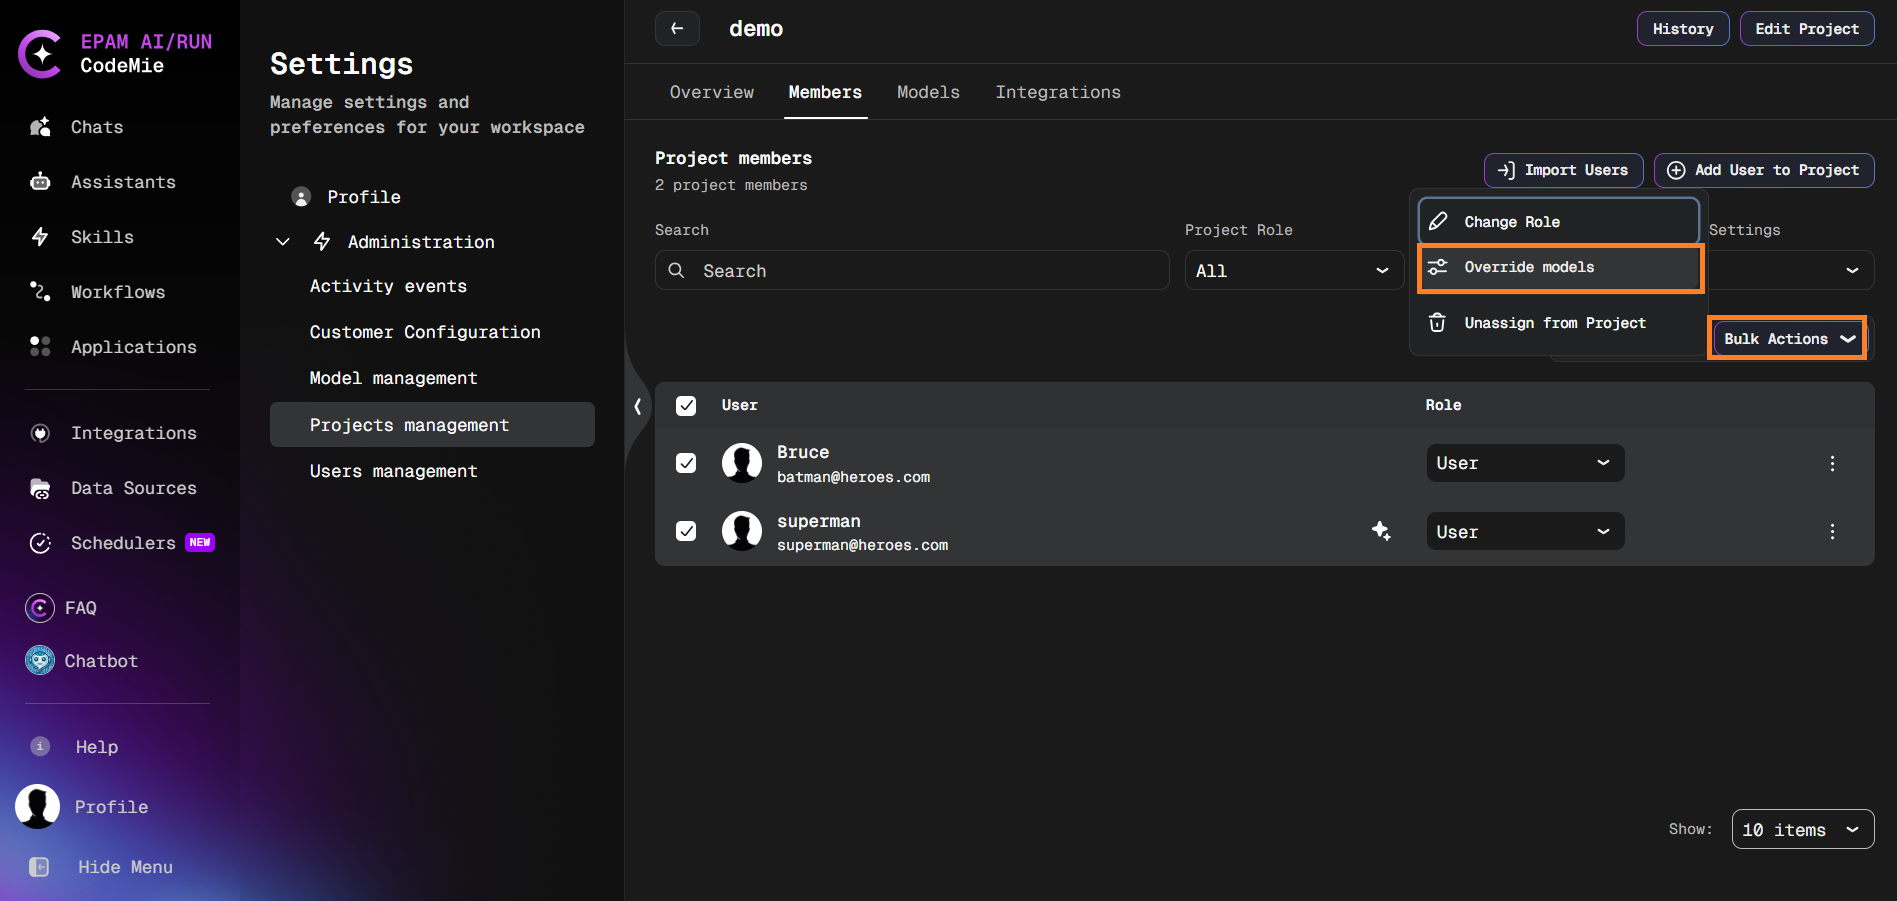 EPAM AI/RUN
CodeMie
Chats
Assistants
Skills
Workflows
Applications
Integrations
Data Sources
Schedulers NEW
FAQ
Chatbot
Help
Profile
Hide Menu
Settings
Manage settings and
preferences for your workspace
Profile
Administration
Activity events
Customer Configuration
Model management
Projects management
Users management
demo
History
Edit Project
Overview
Members
Models
Integrations
Project members
2 project members
Import Users
Add User to Project
Search
Project Role
Settings
Search
All
Change Role
Override models
Unassign from Project
Bulk Actions
User
Role
Bruce
batman@heroes.com
User
superman
superman@heroes.com
User
Show:
10 items